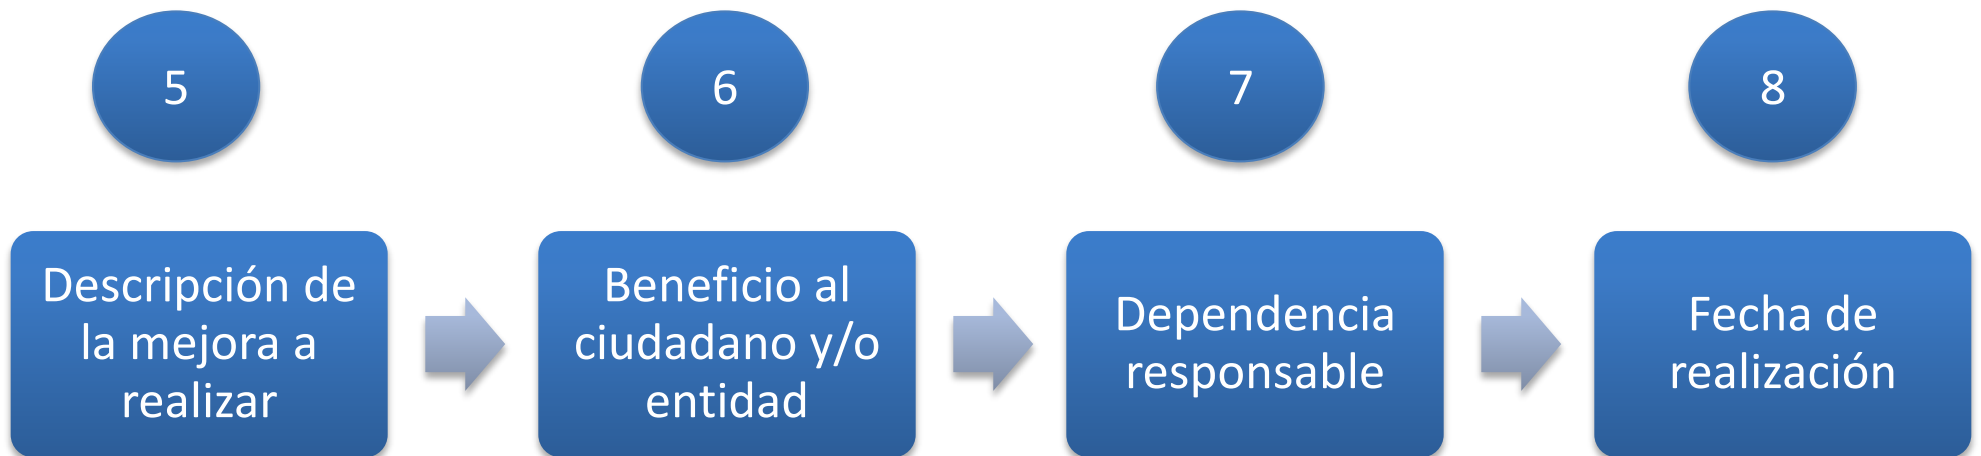 5
6
7
8
Descripción de
la mejora a
realizar
Beneficio al
ciudadano y/o
entidad
Dependencia
responsable
Fecha de
realización